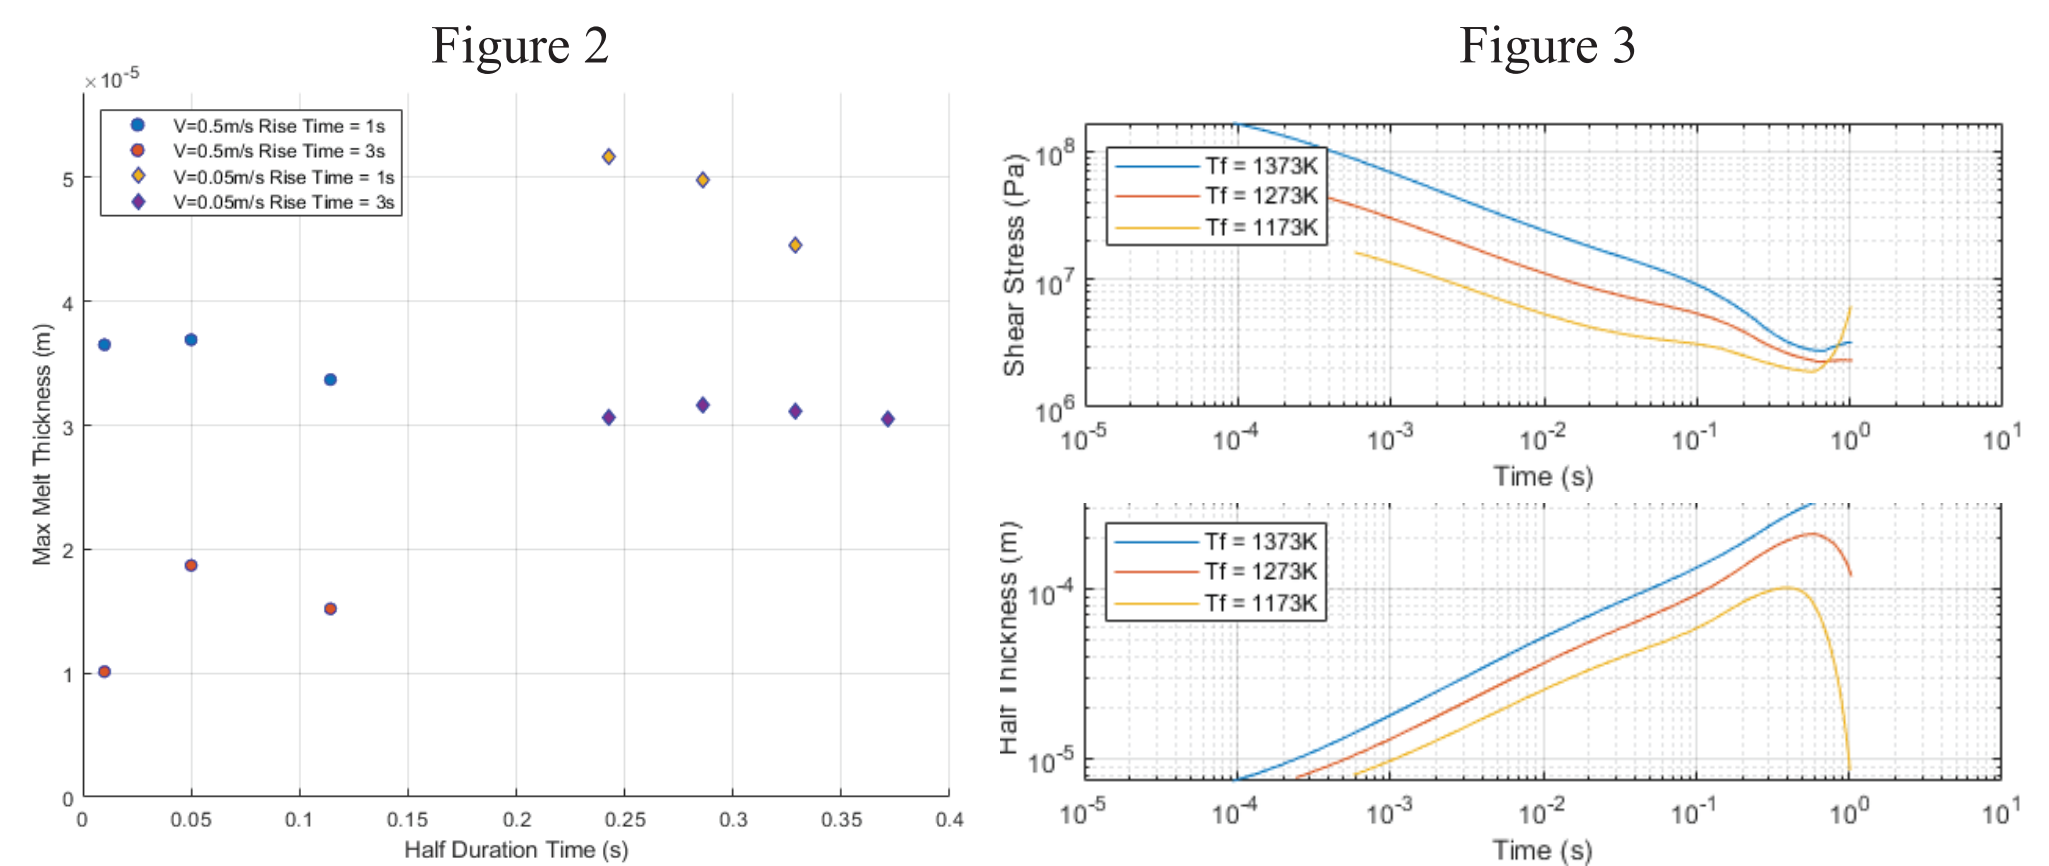 Figure 2
×10-5
V=0.5m/s Rise Time = 1s
V=0.5m/s Rise Time = 3s
V=0.05m/s Rise Time = 1s
V=0.05m/s Rise Time = 3s
5
4
3
2
1
0
Max Melt Thickness (m)
0 0.05 0.1 0.15 0.2 0.25 0.3 0.35 0.4
Half Duration Time (s)
Figure 3
Tf = 1373K
Tf = 1273K
Tf = 1173K
10^8
10^7
10^6
Shear Stress (Pa)
10^-5 10^-4 10^-3 10^-2 10^-1 10^0 10^1
Time (s)
Tf = 1373K
Tf = 1273K
Tf = 1173K
10^-4
10^-5
Half Thickness (m)
10^-5 10^-4 10^-3 10^-2 10^-1 10^0 10^1
Time (s)